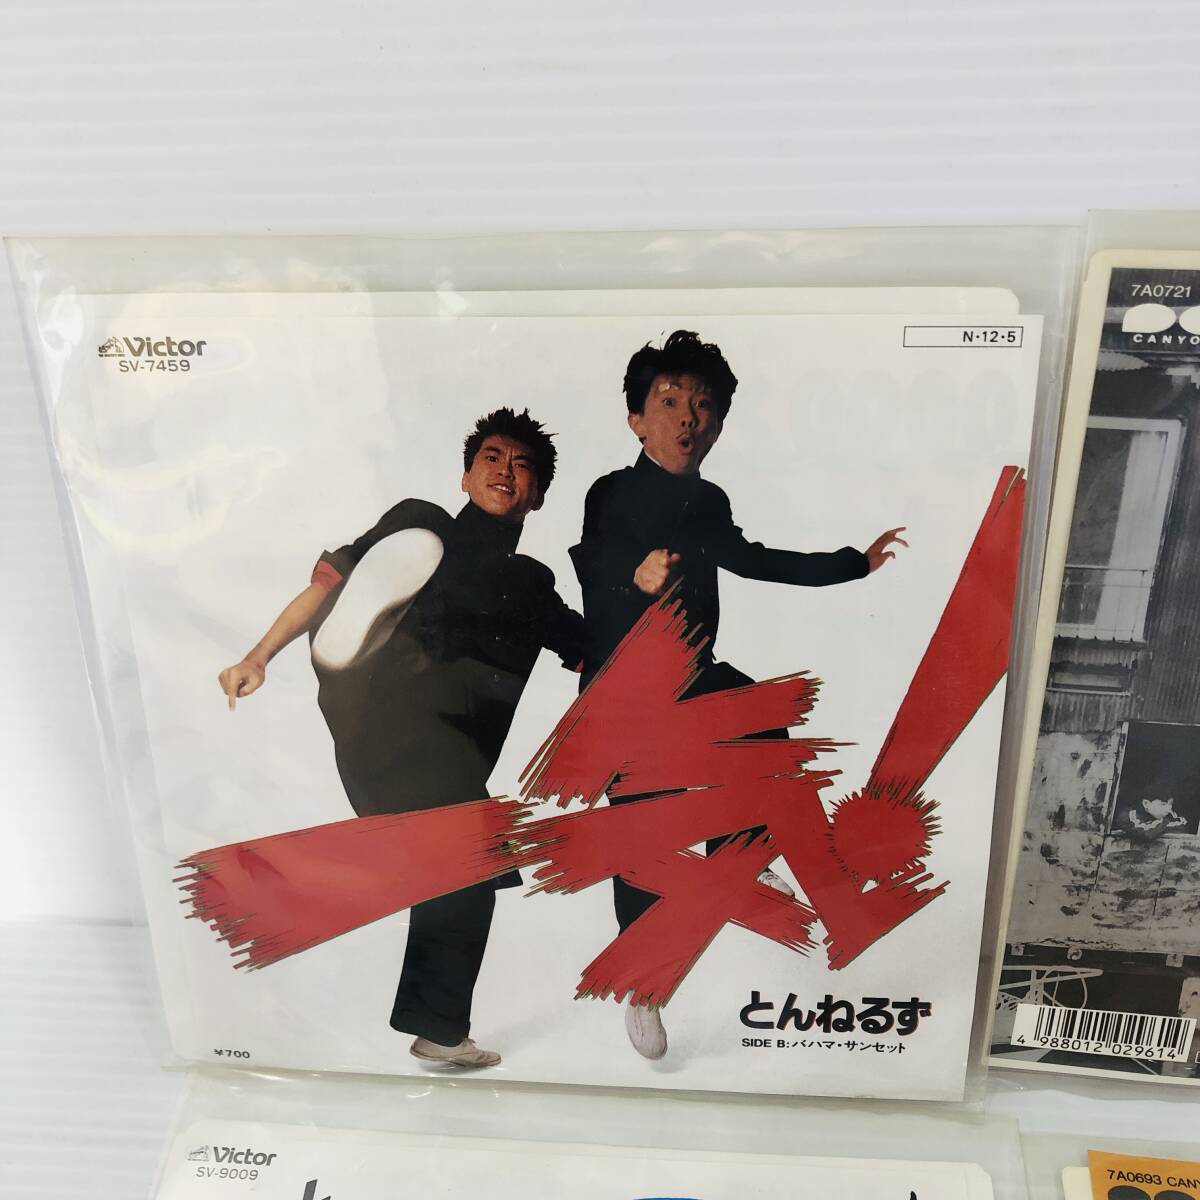 Victor
SV-7459
N·12·5
一気!
とんねるず
SIDE B:バハマ・サンセット
¥700
7A0721
CANYO
4 988012 029614
Victor
SV-9009
7A0693 CANY